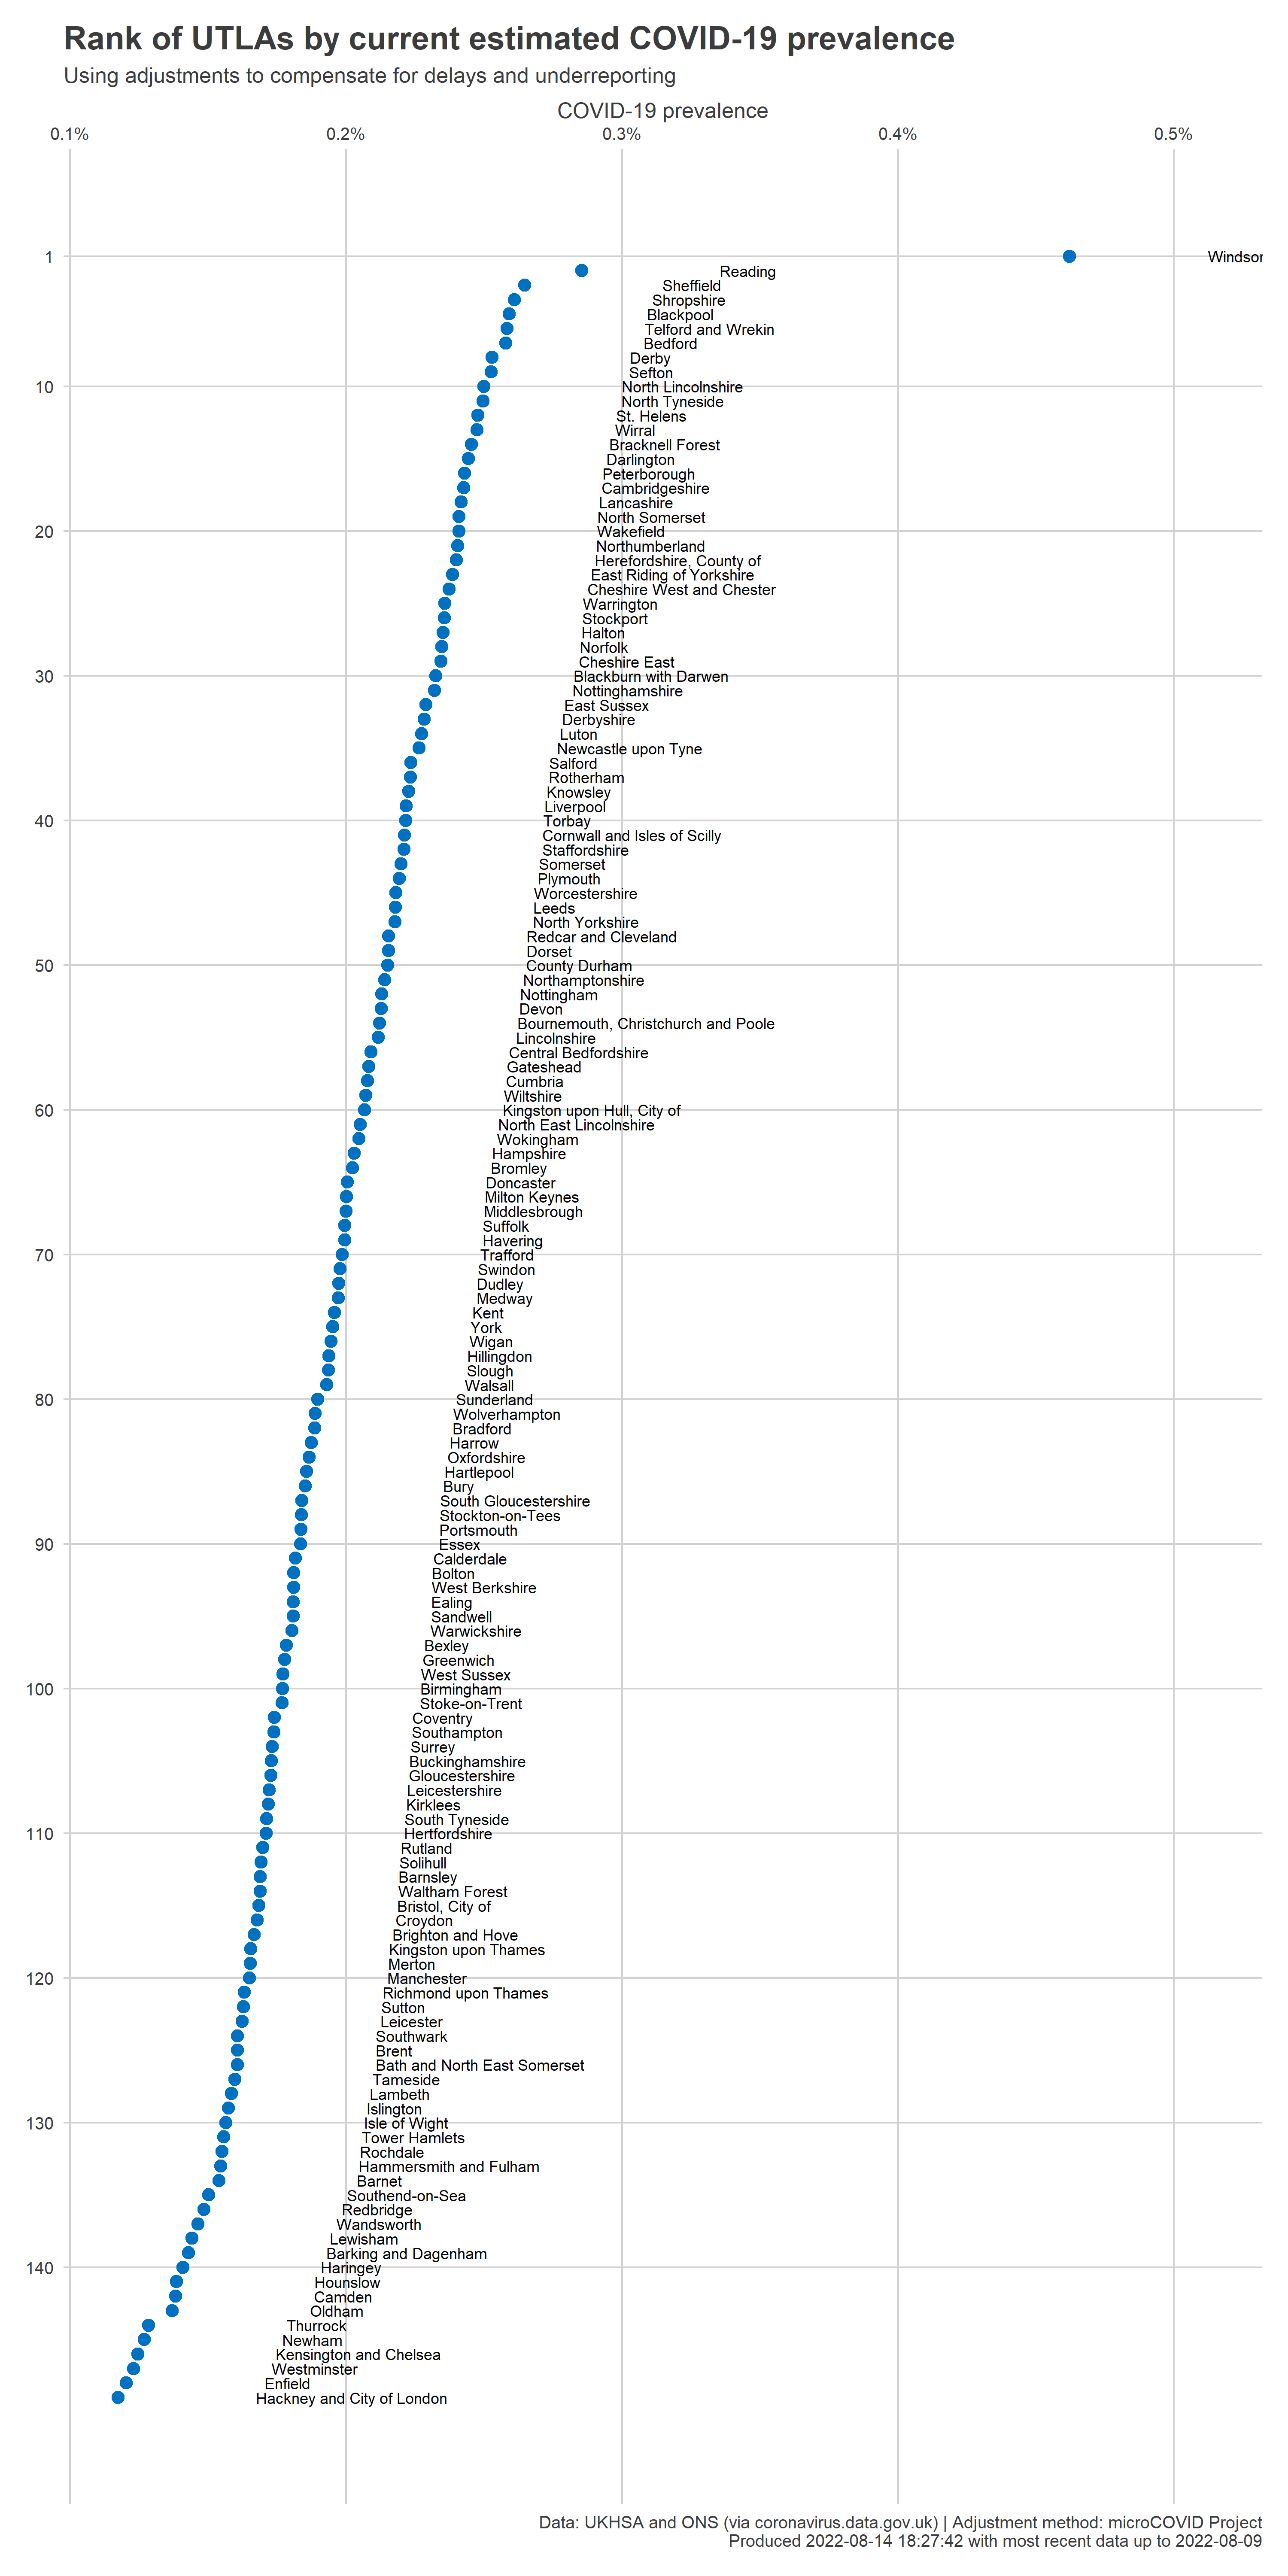 Rank of UTLAs by current estimated COVID-19 prevalence
Using adjustments to compensate for delays and underreporting
COVID-19 prevalence
0.1% 0.2% 0.3% 0.4% 0.5%
1 Windsor
Reading
Sheffield
Shropshire
Blackpool
Telford and Wrekin
Bedford
Derby
Sefton
10 North Lincolnshire
North Tyneside
St. Helens
Wirral
Bracknell Forest
Darlington
Peterborough
Cambridgeshire
Lancashire
North Somerset
20 Wakefield
Northumberland
Herefordshire, County of
East Riding of Yorkshire
Cheshire West and Chester
Warrington
Stockport
Halton
Norfolk
Cheshire East
30 Blackburn with Darwen
Nottinghamshire
East Sussex
Derbyshire
Luton
Newcastle upon Tyne
Salford
Rotherham
Knowsley
Liverpool
40 Torbay
Cornwall and Isles of Scilly
Staffordshire
Somerset
Plymouth
Worcestershire
Leeds
North Yorkshire
Redcar and Cleveland
Dorset
50 County Durham
Northamptonshire
Nottingham
Devon
Bournemouth, Christchurch and Poole
Lincolnshire
Central Bedfordshire
Gateshead
Cumbria
Wiltshire
60 Kingston upon Hull, City of
North East Lincolnshire
Wokingham
Hampshire
Bromley
Doncaster
Milton Keynes
Middlesbrough
Suffolk
Havering
70 Trafford
Swindon
Dudley
Medway
Kent
York
Wigan
Hillingdon
Slough
Walsall
80 Sunderland
Wolverhampton
Bradford
Harrow
Oxfordshire
Hartlepool
Bury
South Gloucestershire
Stockton-on-Tees
Portsmouth
90 Essex
Calderdale
Bolton
West Berkshire
Ealing
Sandwell
Warwickshire
Bexley
Greenwich
West Sussex
100 Birmingham
Stoke-on-Trent
Coventry
Southampton
Surrey
Buckinghamshire
Gloucestershire
Leicestershire
Kirklees
South Tyneside
110 Hertfordshire
Rutland
Solihull
Barnsley
Waltham Forest
Bristol, City of
Croydon
Brighton and Hove
Kingston upon Thames
Merton
120 Manchester
Richmond upon Thames
Sutton
Leicester
Southwark
Brent
Bath and North East Somerset
Tameside
Lambeth
Islington
130 Isle of Wight
Tower Hamlets
Rochdale
Hammersmith and Fulham
Barnet
Southend-on-Sea
Redbridge
Wandsworth
Lewisham
Barking and Dagenham
140 Haringey
Hounslow
Camden
Oldham
Thurrock
Newham
Kensington and Chelsea
Westminster
Enfield
Hackney and City of London
Data: UKHSA and ONS (via coronavirus.data.gov.uk) | Adjustment method: microCOVID Project
Produced 2022-08-14 18:27:42 with most recent data up to 2022-08-09